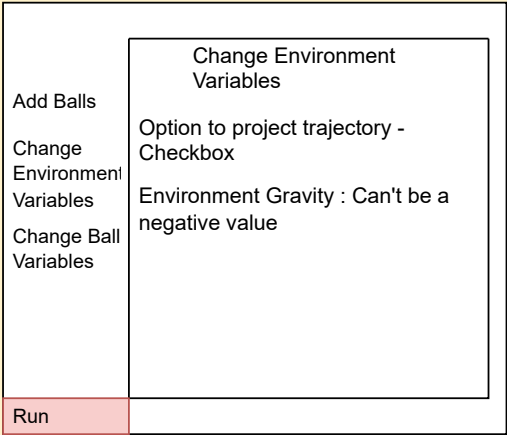 Change Environment
Variables
Add Balls
Change
Environment
Variables
Change Ball
Variables
Option to project trajectory -
Checkbox
Environment Gravity : Can't be a
negative value
Run